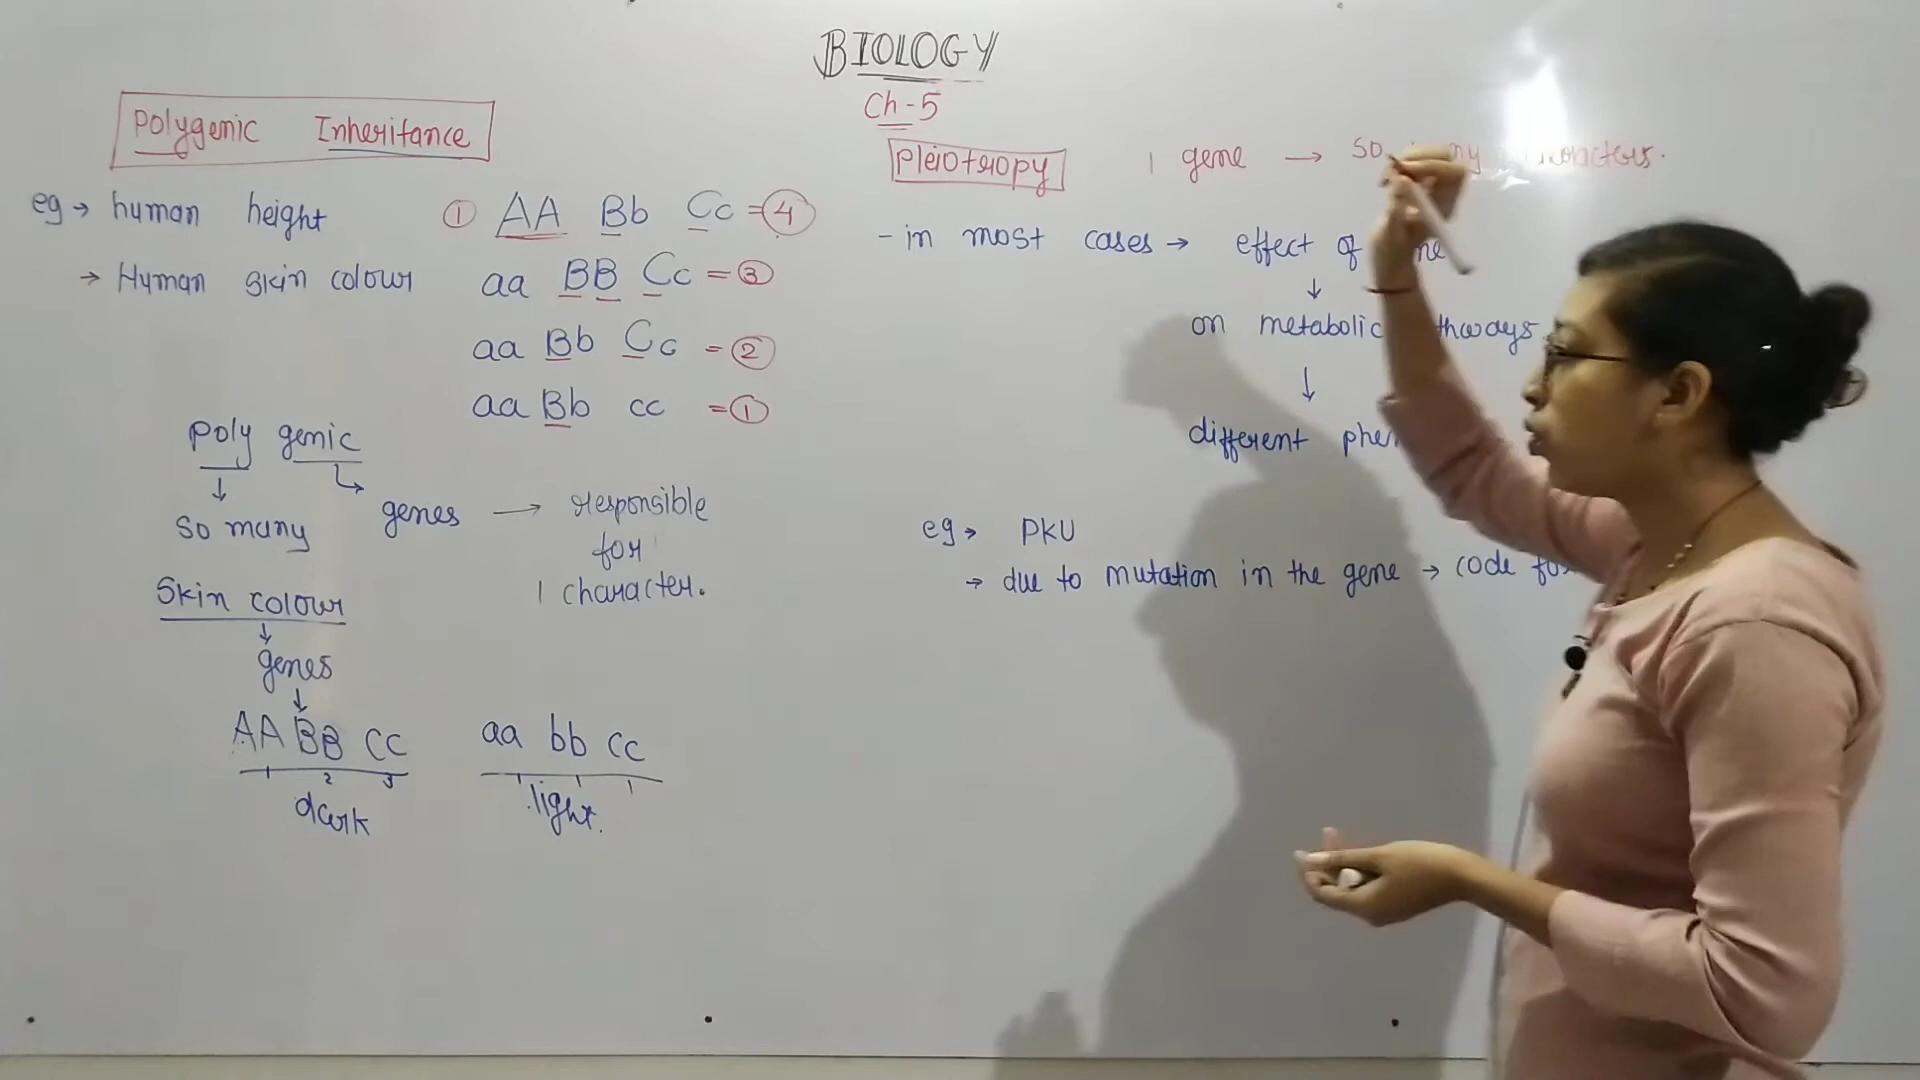 BIOLOGY
Ch-5
Polygenic Inheritance
eg → human height
→ Human skin colour
① AA Bb Cc = ④
aa BB Cc = ③
aa Bb Cc = ②
aa Bb cc = ①
Poly genic
so many
genes → responsible
for
1 character.
Skin colour
genes
AA BB CC
1 2 3
dark
aa bb cc
light.
Pleiotropy
1 gene → so
- in most cases → effect of
on metabolic
different
eg → PKU
→ due to mutation in the gene → code